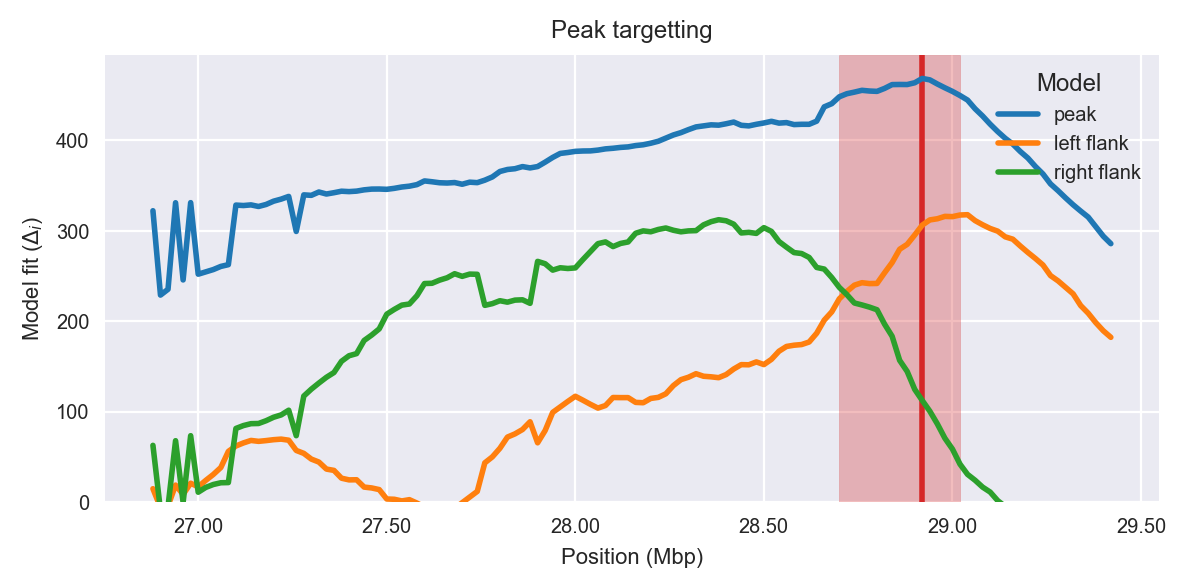 Peak targetting
Model
peak
left flank
right flank
Model fit (Δᵢ)
400
300
200
100
0
27.00 27.50 28.00 28.50 29.00 29.50
Position (Mbp)